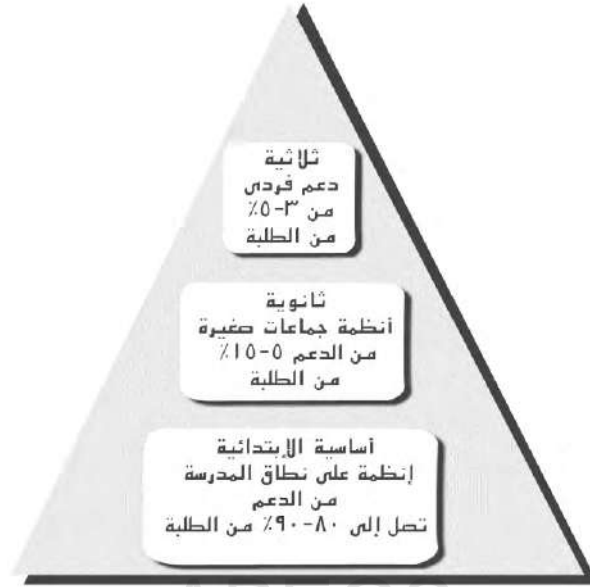 ثلاثية
دعم فردى
من ٣-٥٪
من الطلبة
ثانوية
أنظمة جماعات صغيرة
من الدعم ٥-١٥٪
من الطلبة
أساسية الإبتدائية
إنظمة على نطاق المدرسة
من الدعم
تصل إلى ٨٠-٩٠٪ من الطلبة